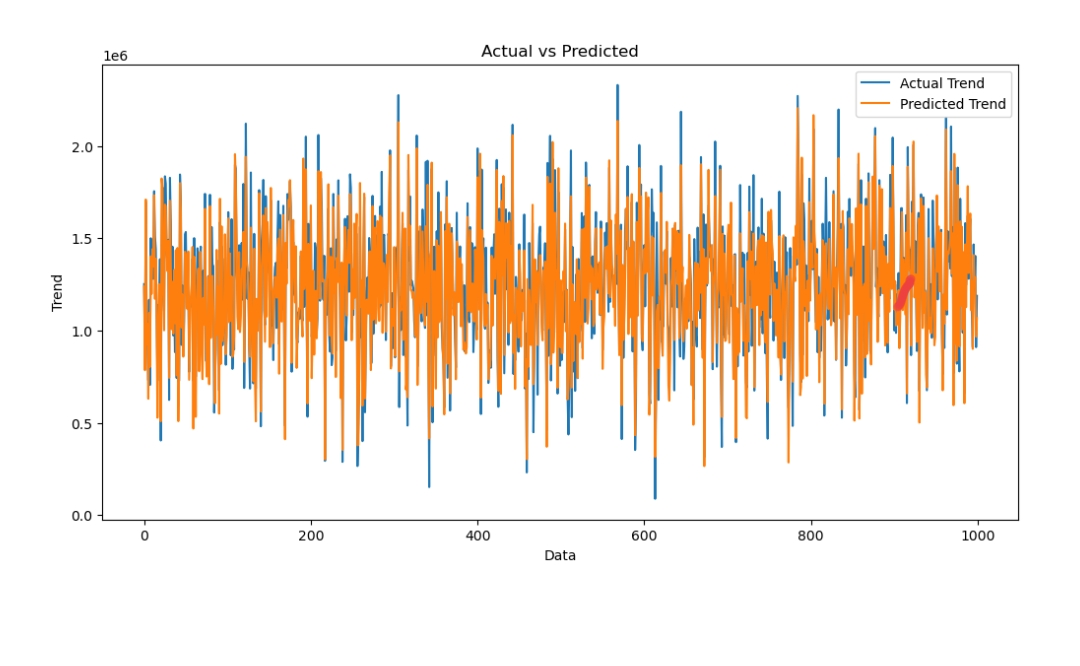 Actual vs Predicted
1e6
Actual Trend
Predicted Trend
2.0
1.5
1.0
0.5
0.0
Trend
0
200
400
600
800
1000
Data